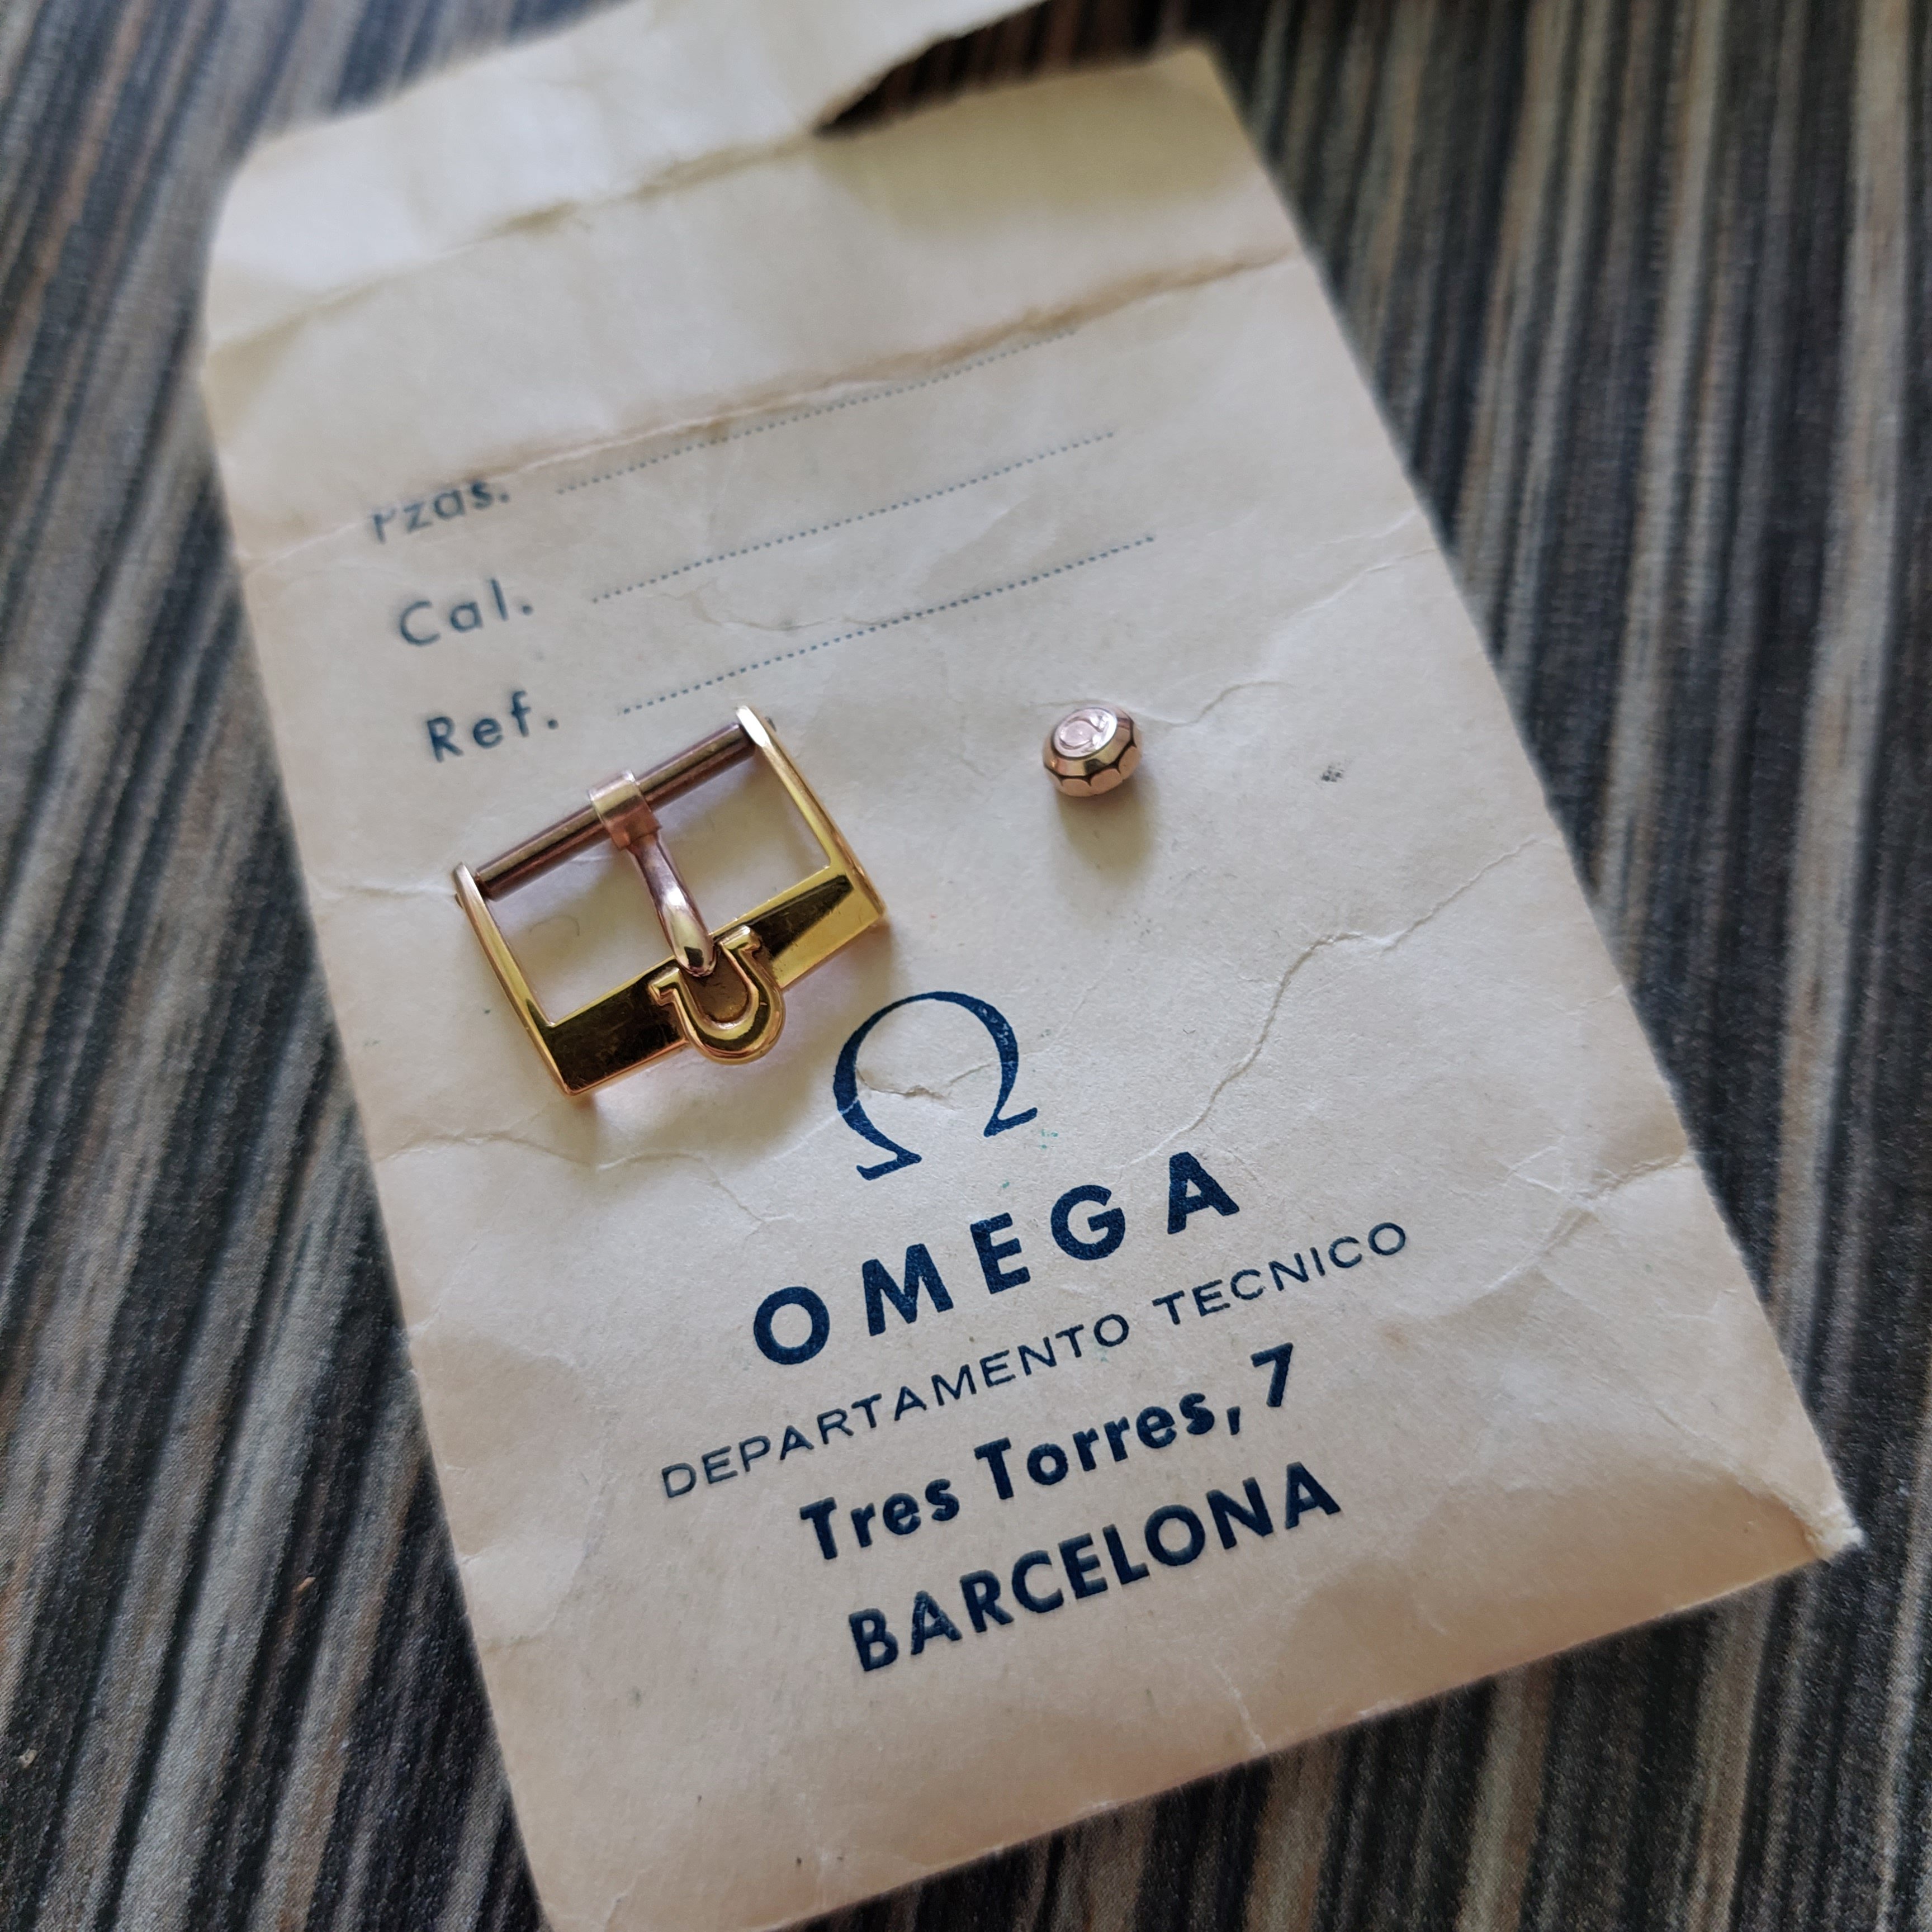 Pzas.
Cal.
Ref.
Ω
OMEGA
DEPARTAMENTO TECNICO
Tres Torres, 7
BARCELONA